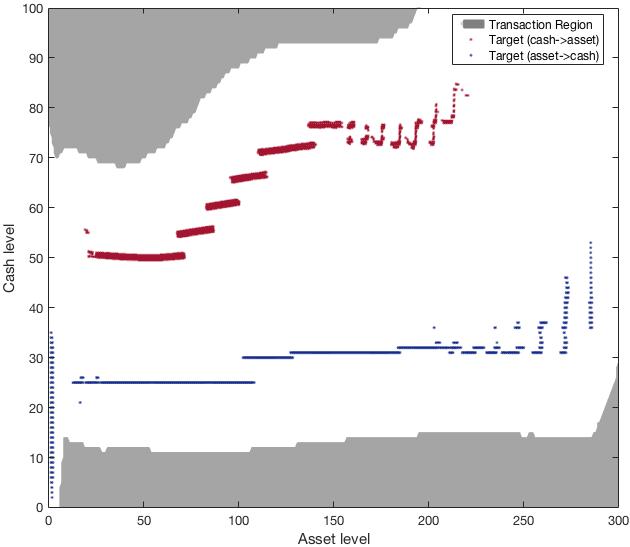 100
90
80
70
60
50
40
30
20
10
0
Cash level
Transaction Region
Target (cash->asset)
Target (asset->cash)
0 50 100 150 200 250 300
Asset level